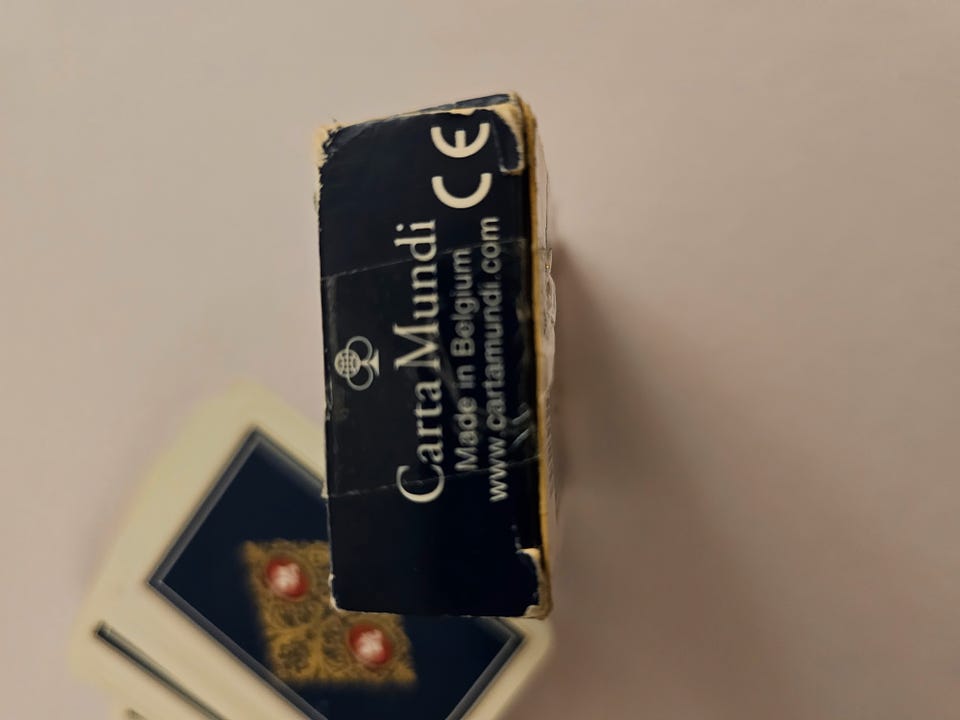 Carta Mundi
Made in Belgium
www.cartamundi.com
CE